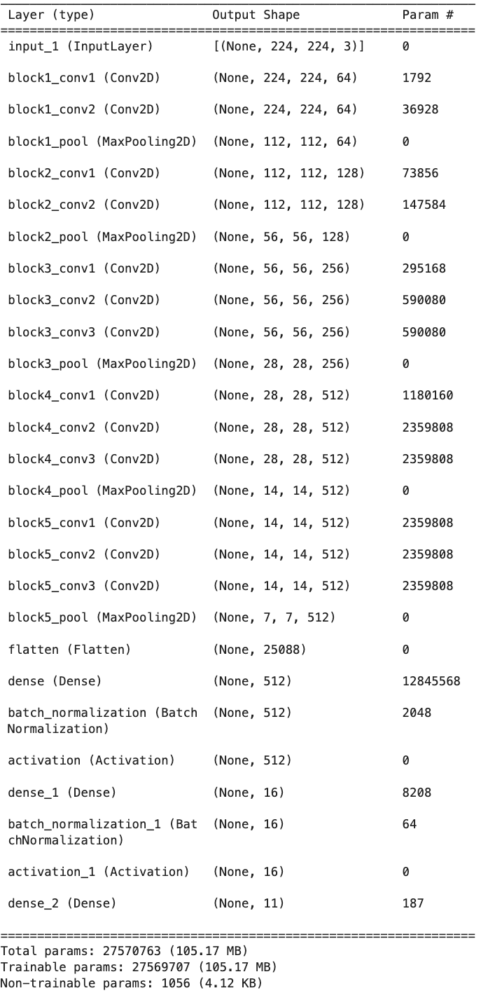 Layer (type) Output Shape Param #
input_1 (InputLayer) [(None, 224, 224, 3)] 0
block1_conv1 (Conv2D) (None, 224, 224, 64) 1792
block1_conv2 (Conv2D) (None, 224, 224, 64) 36928
block1_pool (MaxPooling2D) (None, 112, 112, 64) 0
block2_conv1 (Conv2D) (None, 112, 112, 128) 73856
block2_conv2 (Conv2D) (None, 112, 112, 128) 147584
block2_pool (MaxPooling2D) (None, 56, 56, 128) 0
block3_conv1 (Conv2D) (None, 56, 56, 256) 295168
block3_conv2 (Conv2D) (None, 56, 56, 256) 590080
block3_conv3 (Conv2D) (None, 56, 56, 256) 590080
block3_pool (MaxPooling2D) (None, 28, 28, 256) 0
block4_conv1 (Conv2D) (None, 28, 28, 512) 1180160
block4_conv2 (Conv2D) (None, 28, 28, 512) 2359808
block4_conv3 (Conv2D) (None, 28, 28, 512) 2359808
block4_pool (MaxPooling2D) (None, 14, 14, 512) 0
block5_conv1 (Conv2D) (None, 14, 14, 512) 2359808
block5_conv2 (Conv2D) (None, 14, 14, 512) 2359808
block5_conv3 (Conv2D) (None, 14, 14, 512) 2359808
block5_pool (MaxPooling2D) (None, 7, 7, 512) 0
flatten (Flatten) (None, 25088) 0
dense (Dense) (None, 512) 12845568
batch_normalization (Batch (None, 512) 2048
Normalization)
activation (Activation) (None, 512) 0
dense_1 (Dense) (None, 16) 8208
batch_normalization_1 (Bat (None, 16) 64
chNormalization)
activation_1 (Activation) (None, 16) 0
dense_2 (Dense) (None, 11) 187
Total params: 27570763 (105.17 MB)
Trainable params: 27569707 (105.17 MB)
Non-trainable params: 1056 (4.12 KB)